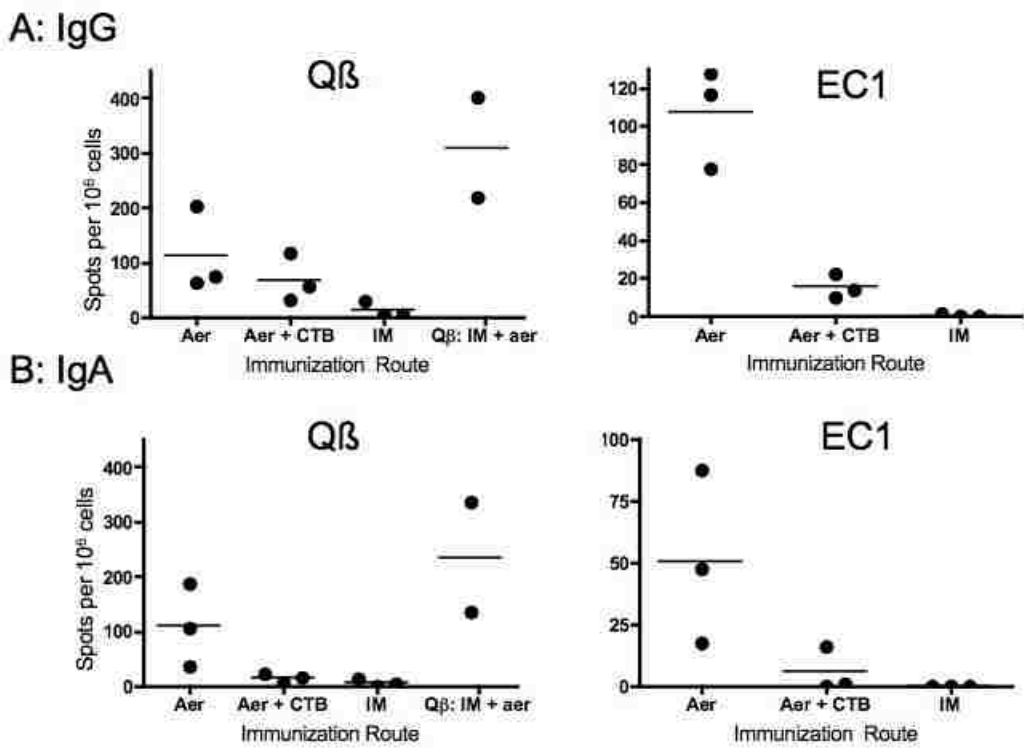 A: IgG
Qß
EC1
Spots per 10⁶ cells
400
300
200
100
0
Aer Aer + CTB IM Qβ: IM + aer
Immunization Route
120
100
80
60
40
20
0
Aer Aer + CTB IM
Immunization Route
B: IgA
Qß
EC1
Spots per 10⁶ cells
400
300
200
100
0
Aer Aer + CTB IM Qβ: IM + aer
Immunization Route
100
75
50
25
0
Aer Aer + CTB IM
Immunization Route